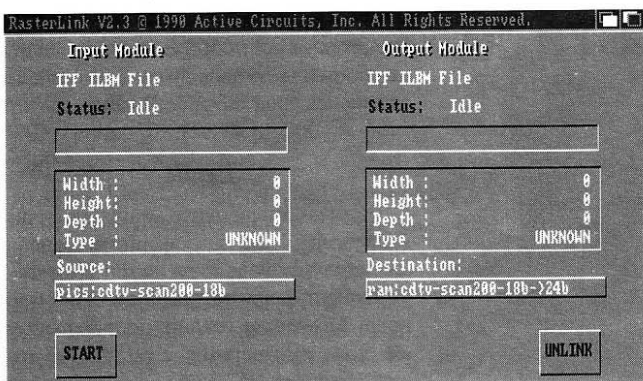 RasterLink V2.3 @ 1990 Active Circuits, Inc. All Rights Reserved.
Input Module
IFF ILBM File
Status: Idle
Width : 0
Height: 0
Depth : 0
Type : UNKNOWN
Source:
pics:cdtv-scan200-18b
START
Output Module
IFF ILBM File
Status: Idle
Width : 0
Height: 0
Depth : 0
Type : UNKNOWN
Destination:
ram:cdtv-scan200-18b->24b
UNLINK